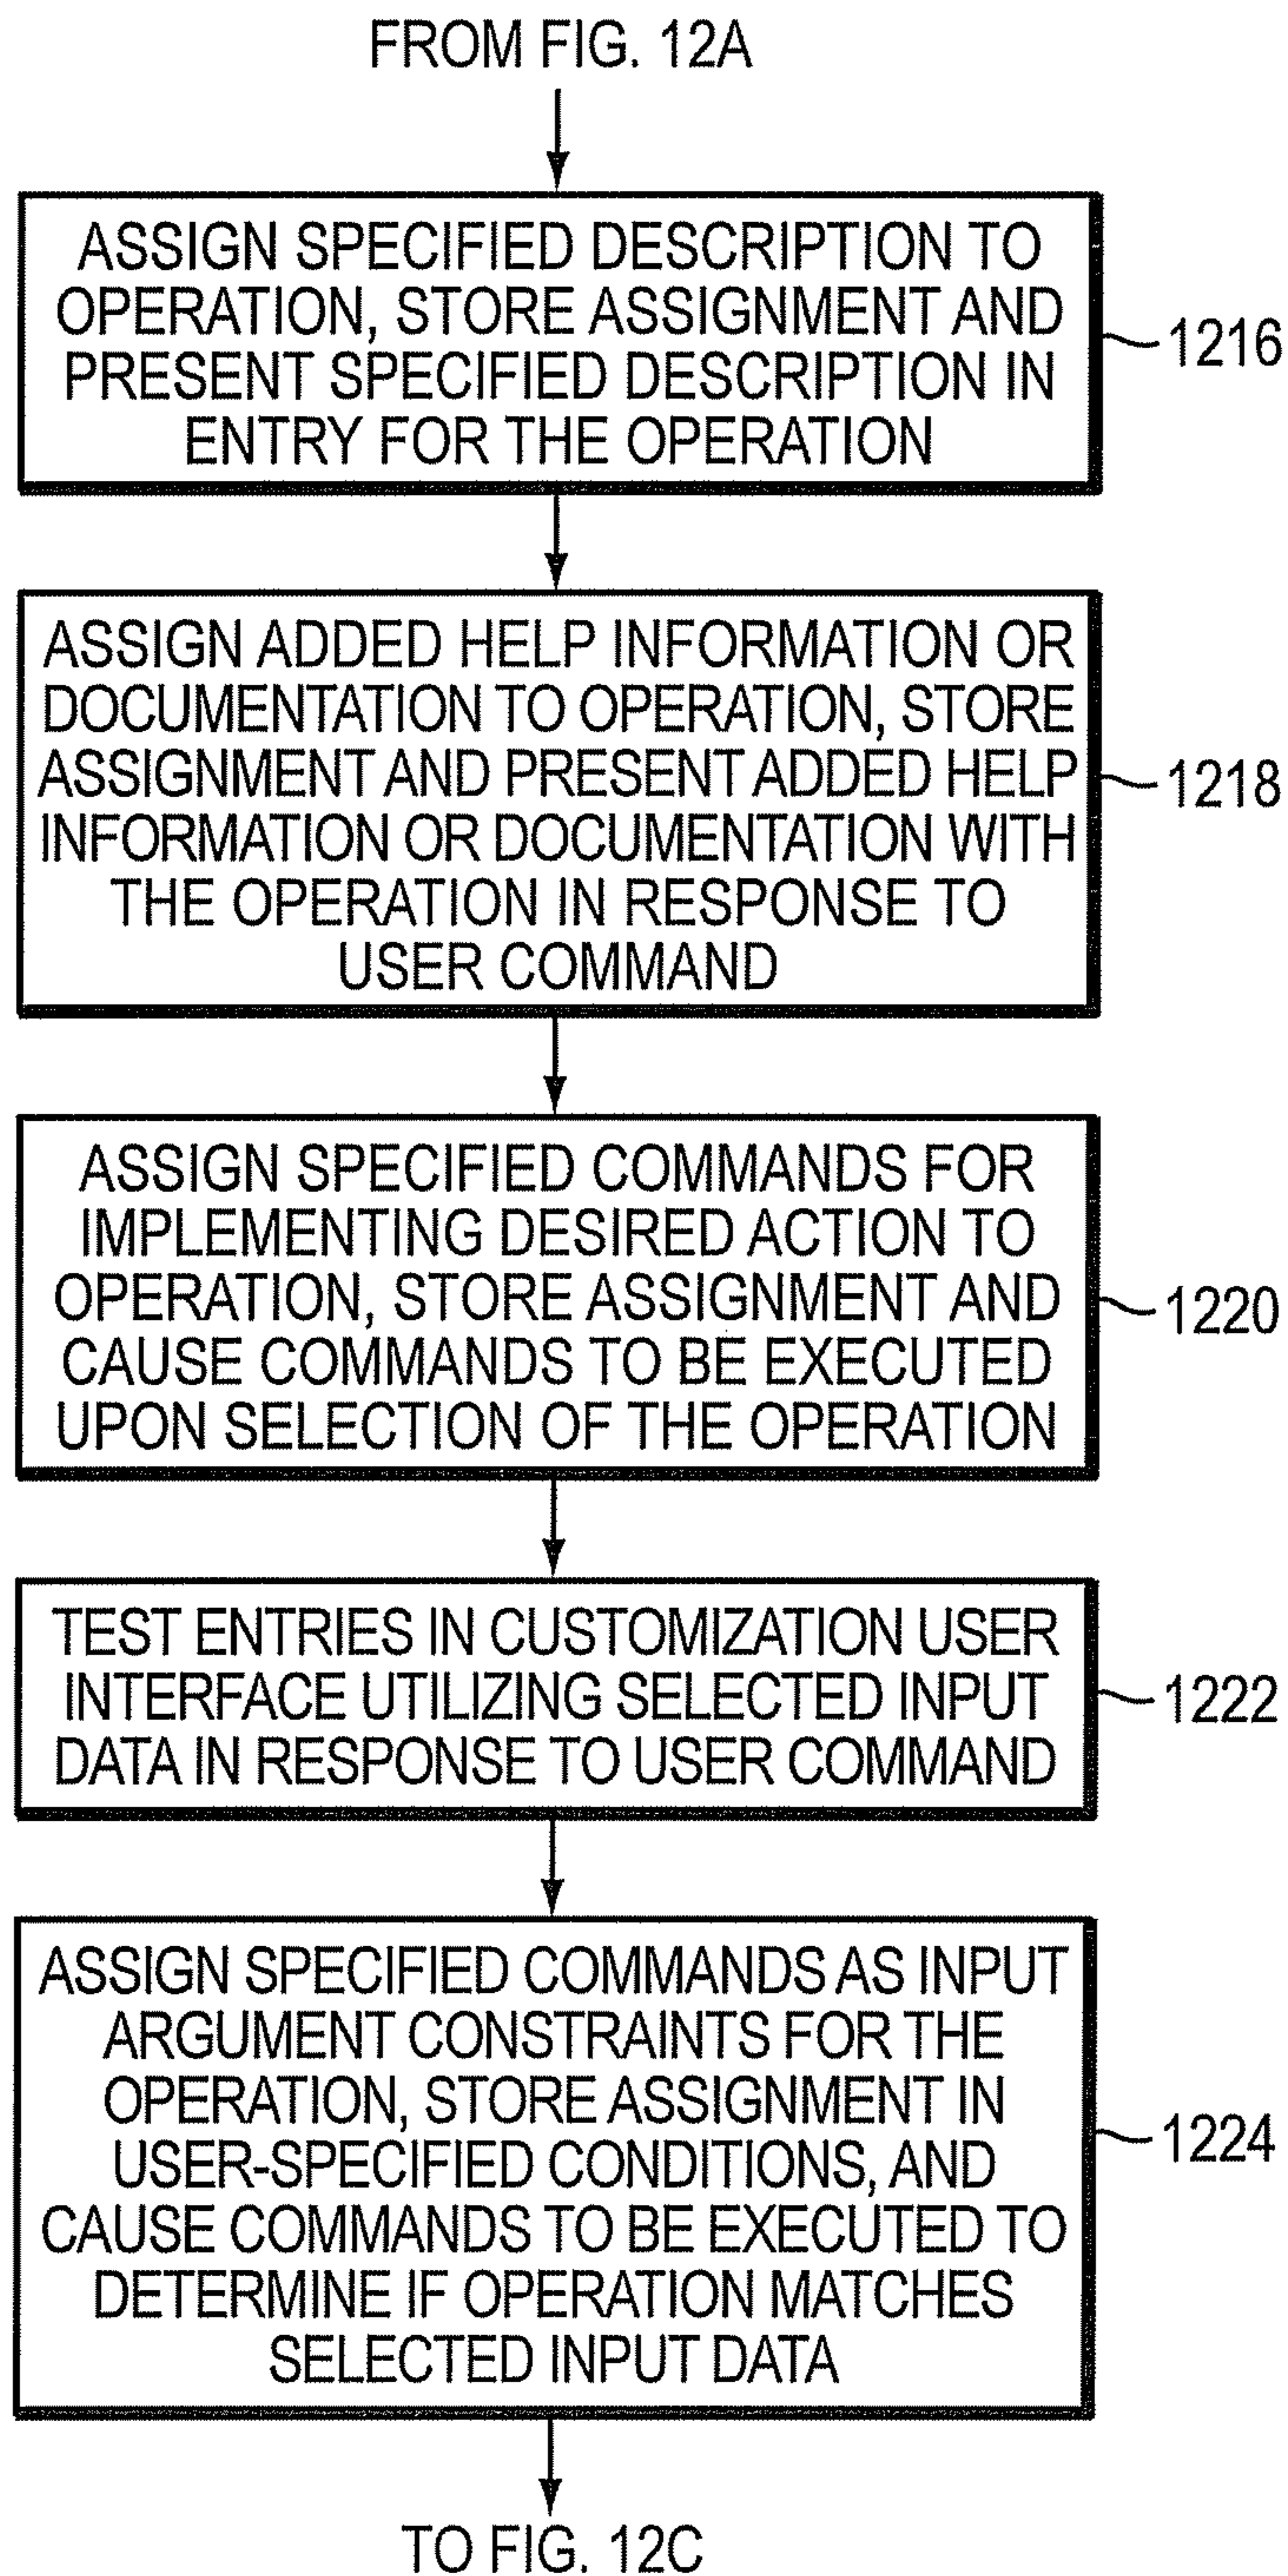 FROM FIG. 12A
ASSIGN SPECIFIED DESCRIPTION TO
OPERATION, STORE ASSIGNMENT AND
PRESENT SPECIFIED DESCRIPTION IN
ENTRY FOR THE OPERATION
1216
ASSIGN ADDED HELP INFORMATION OR
DOCUMENTATION TO OPERATION, STORE
ASSIGNMENT AND PRESENT ADDED HELP
INFORMATION OR DOCUMENTATION WITH
THE OPERATION IN RESPONSE TO
USER COMMAND
1218
ASSIGN SPECIFIED COMMANDS FOR
IMPLEMENTING DESIRED ACTION TO
OPERATION, STORE ASSIGNMENT AND
CAUSE COMMANDS TO BE EXECUTED
UPON SELECTION OF THE OPERATION
1220
TEST ENTRIES IN CUSTOMIZATION USER
INTERFACE UTILIZING SELECTED INPUT
DATA IN RESPONSE TO USER COMMAND
1222
ASSIGN SPECIFIED COMMANDS AS INPUT
ARGUMENT CONSTRAINTS FOR THE
OPERATION, STORE ASSIGNMENT IN
USER-SPECIFIED CONDITIONS, AND
CAUSE COMMANDS TO BE EXECUTED TO
DETERMINE IF OPERATION MATCHES
SELECTED INPUT DATA
1224
TO FIG. 12C